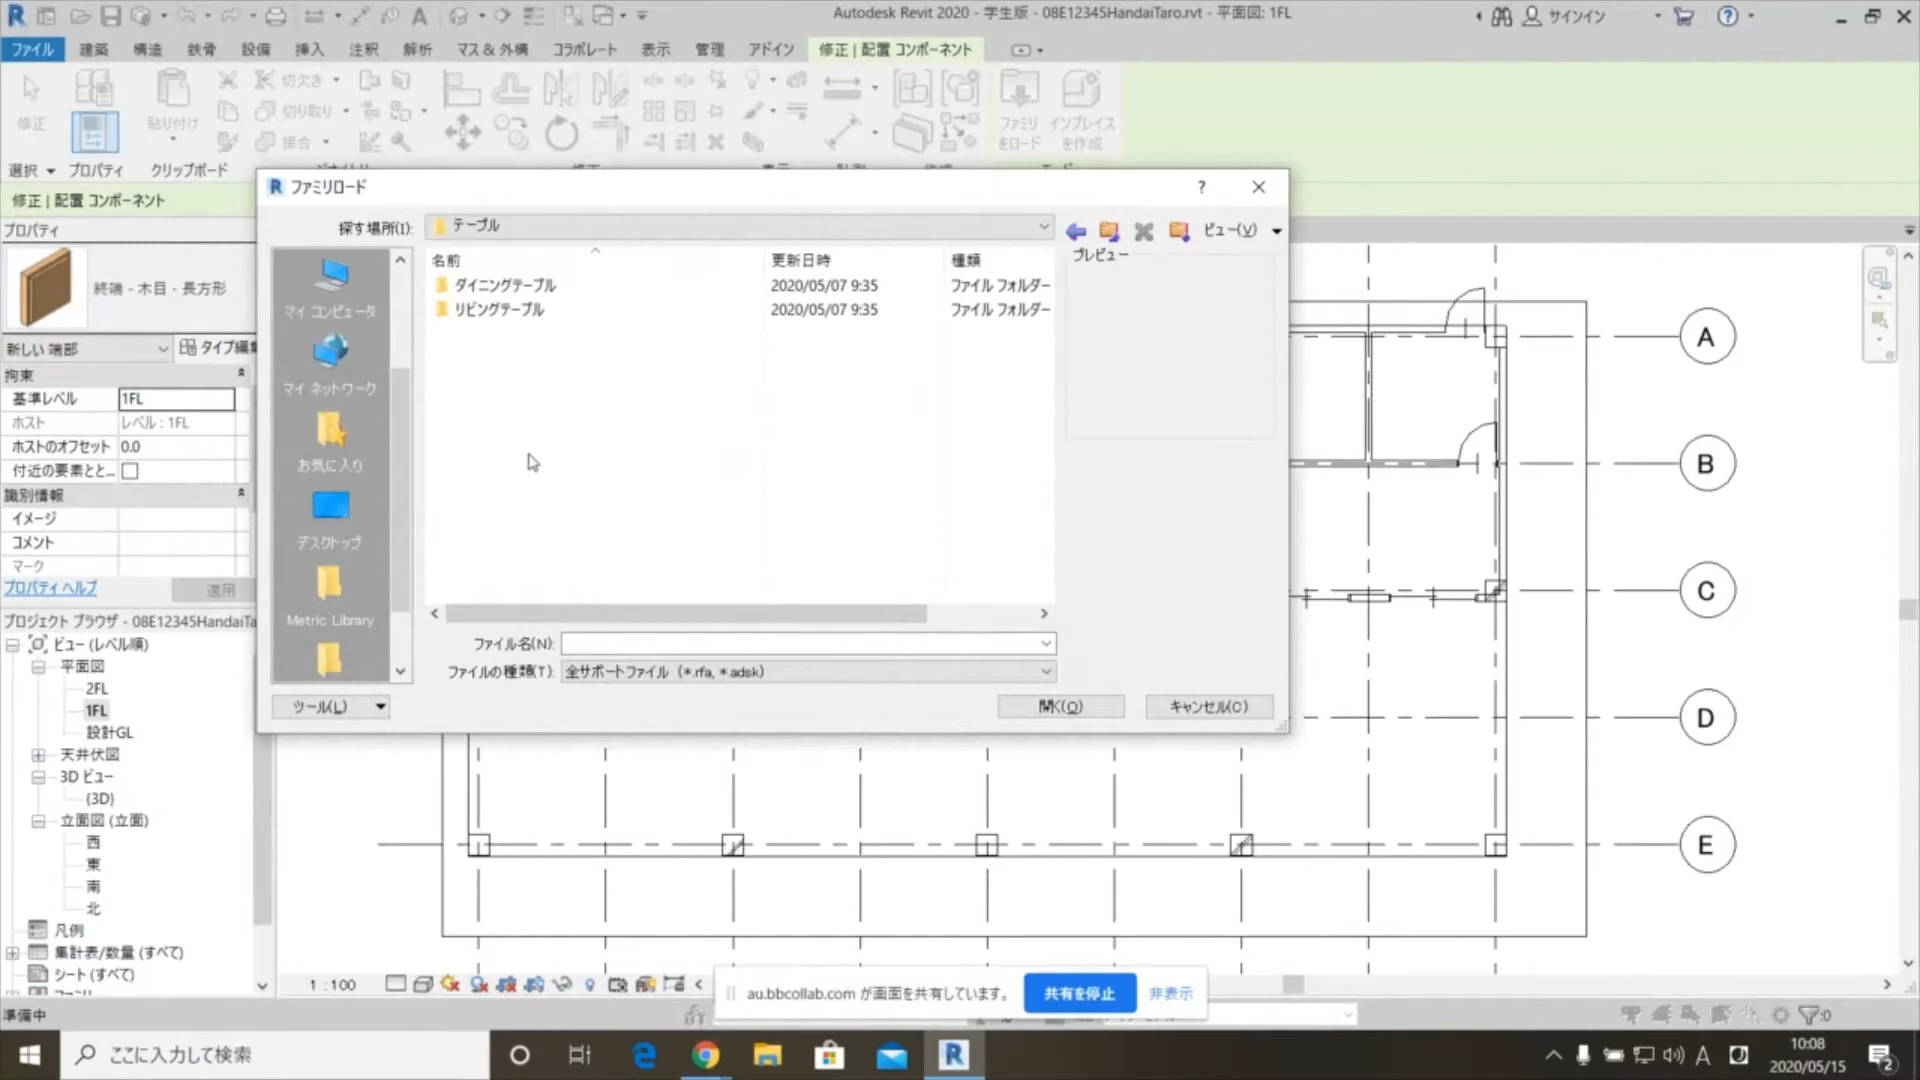 Autodesk Revit 2020 - 学生版 - 08E12345HandaiTaro.rvt - 平面図: 1FL
サインイン
ファイル 建築 構造 鉄骨 設備 挿入 注釈 解析 マス & 外構 コラボレート 表示 管理 アドイン 修正 | 配置 コンポーネント
修正 貼り付け 切欠き 切り取り 接合 ファミリをロード インプレイスを作成
選択 プロパティ クリップボード
修正 | 配置 コンポーネント
プロパティ
終端 - 木目 - 長方形
新しい 端部 タイプ編集
拘束
基準レベル 1FL
ホスト レベル : 1FL
ホストのオフセット 0.0
付近の要素とと...
識別情報
イメージ
コメント
マーク
プロパティ ヘルプ 適用
プロジェクト ブラウザ - 08E12345HandaiTa
ビュー (レベル順)
平面図
2FL
1FL
設計GL
天井伏図
3D ビュー
{3D}
立面図 (立面)
西
東
南
北
凡例
集計表/数量 (すべて)
シート (すべて)
準備中
ファミリロード
探す場所(I): テーブル ビュー(V)
マイ コンピュータ
マイ ネットワーク
お気に入り
デスクトップ
Metric Library
名前 更新日時 種類
ダイニングテーブル 2020/05/07 9:35 ファイル フォルダー
リビングテーブル 2020/05/07 9:35 ファイル フォルダー
プレビュー
ファイル名(N):
ファイルの種類(T): 全サポートファイル (*.rfa, *.adsk)
ツール(L) 開く(O) キャンセル(C)
A
B
C
D
E
1 : 100
au.bbcollab.com が画面を共有しています。 共有を停止 非表示
:0
ここに入力して検索
A
10:08
2020/05/15
2